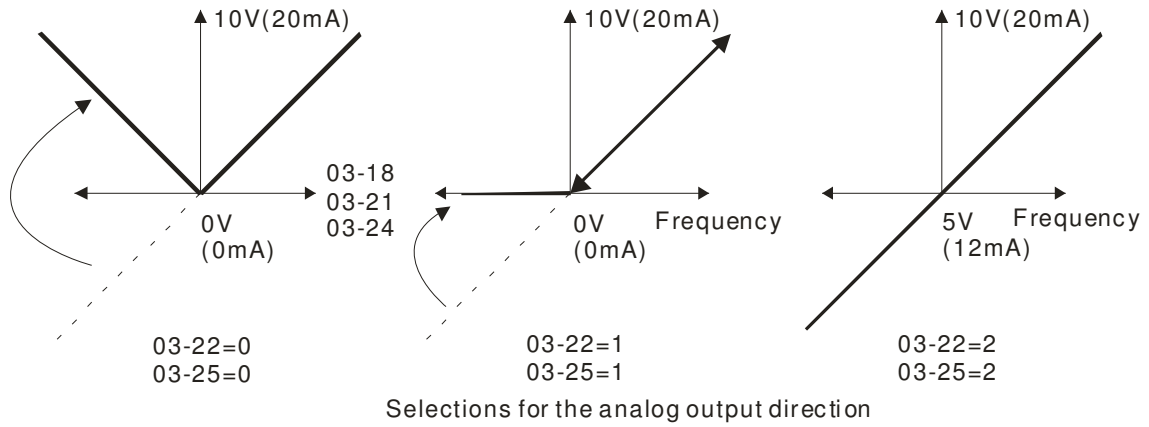 10V(20mA)
0V
(0mA)
03-22=0
03-25=0
03-18
03-21
03-24
10V(20mA)
0V
(0mA)
Frequency
03-22=1
03-25=1
10V(20mA)
5V
(12mA)
Frequency
03-22=2
03-25=2
Selections for the analog output direction